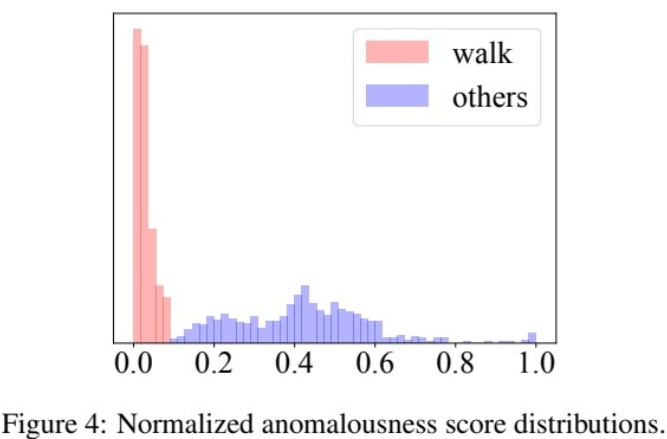 walk
others
0.0 0.2 0.4 0.6 0.8 1.0
Figure 4: Normalized anomalousness score distributions.